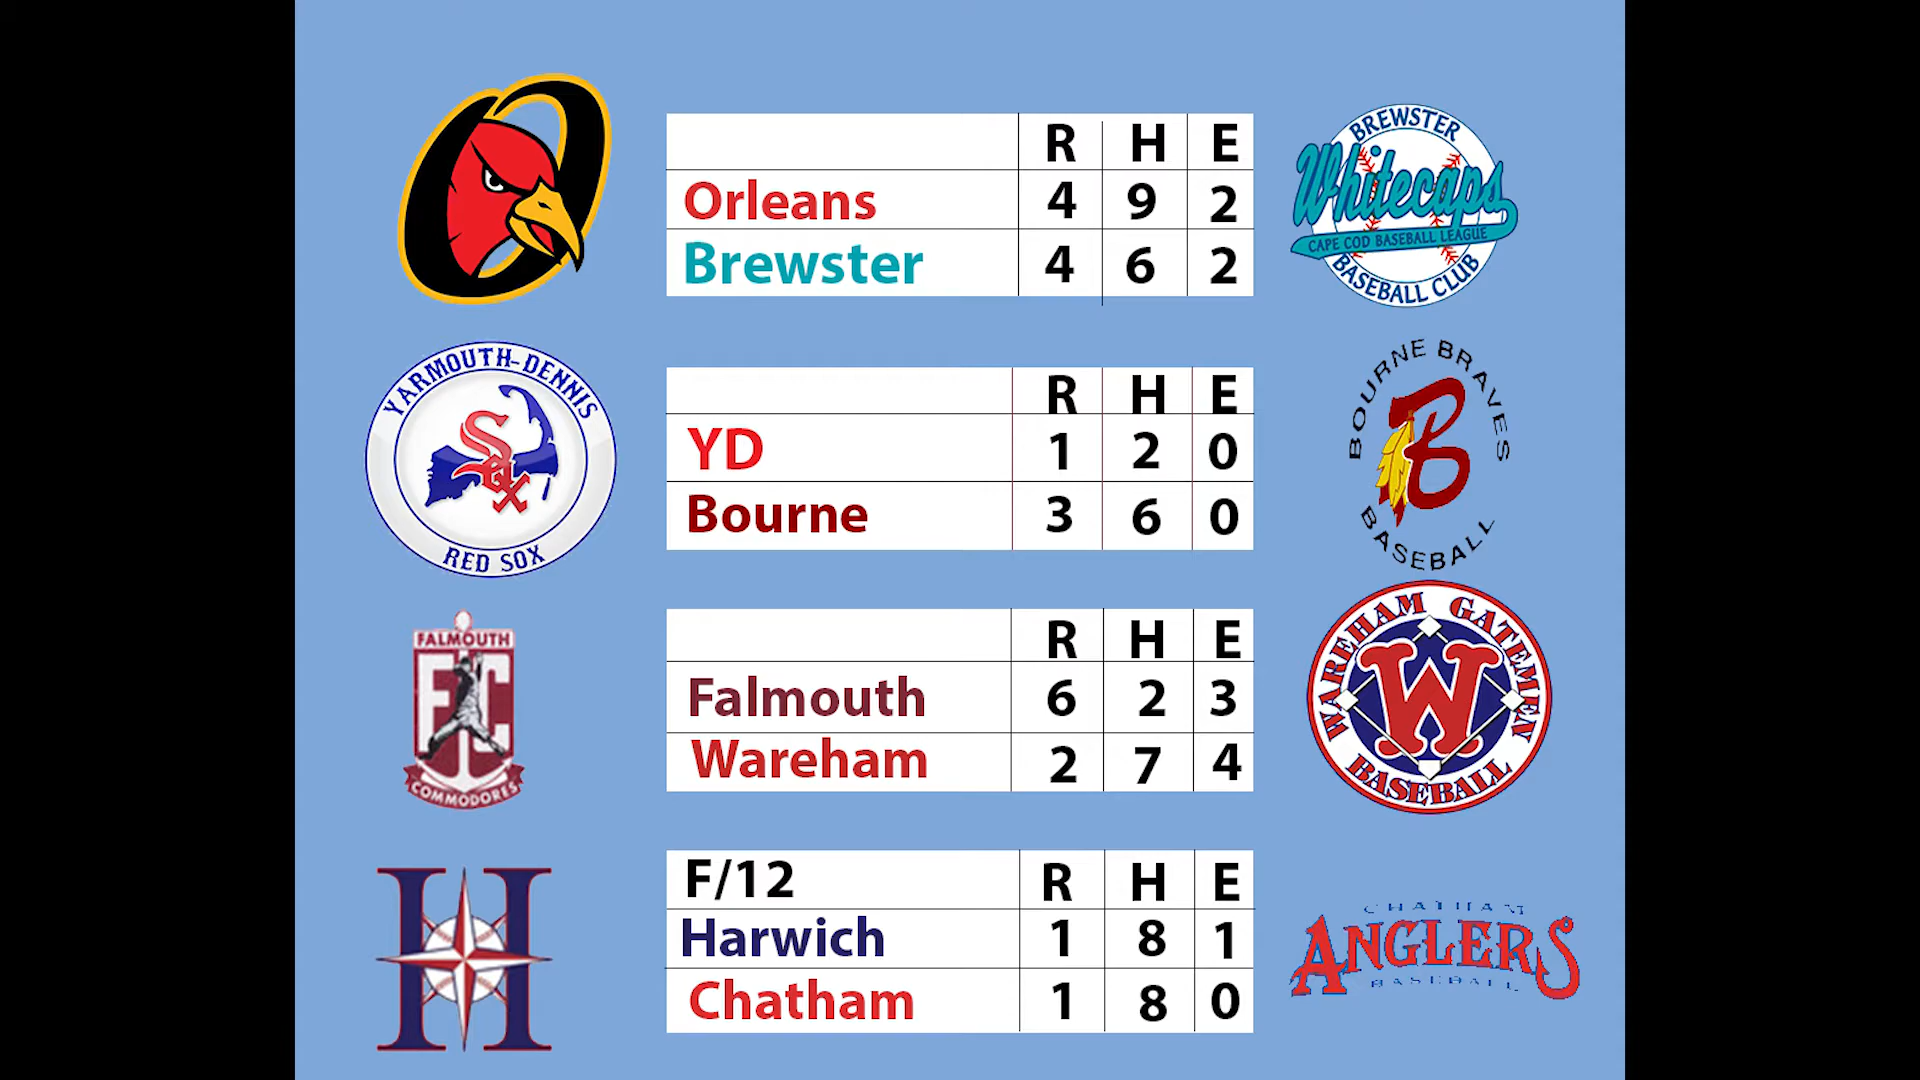 BREWSTER
Whitecaps
CAPE COD BASEBALL LEAGUE
BASEBALL CLUB
R H E
Orleans 4 9 2
Brewster 4 6 2
YARMOUTH-DENNIS
Sox
RED SOX
R H E
YD 1 2 0
Bourne 3 6 0
BOURNE BRAVES
B
BASEBALL
FALMOUTH
FC
COMMODORES
R H E
Falmouth 6 2 3
Wareham 2 7 4
WAREHAM GATEMEN
W
BASEBALL
H
F/12 R H E
Harwich 1 8 1
Chatham 1 8 0
CHATHAM
ANGLERS
BASEBALL